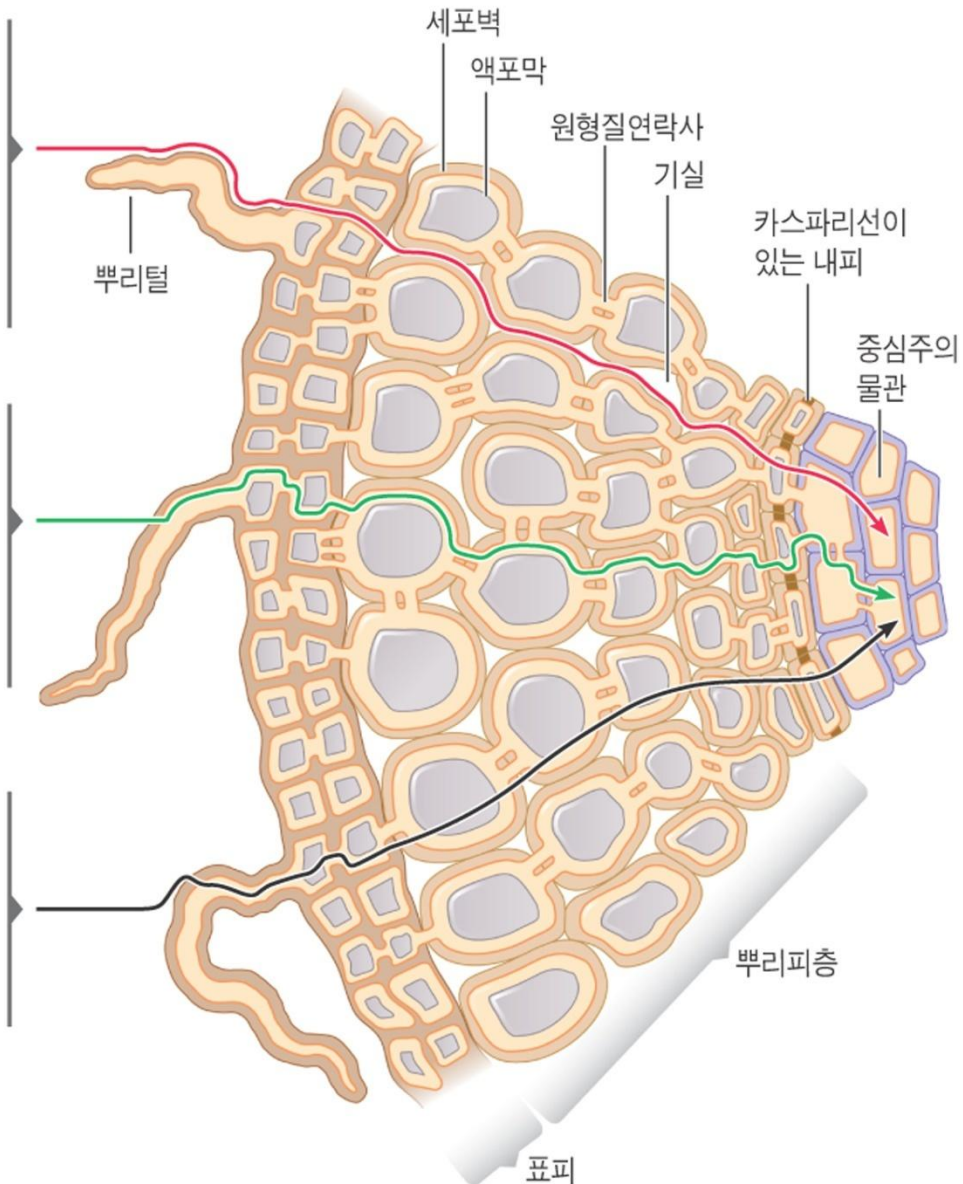 세포벽
액포막
원형질연락사
기실
카스파리선이
있는 내피
뿌리털
중심주의
물관
뿌리피층
표피